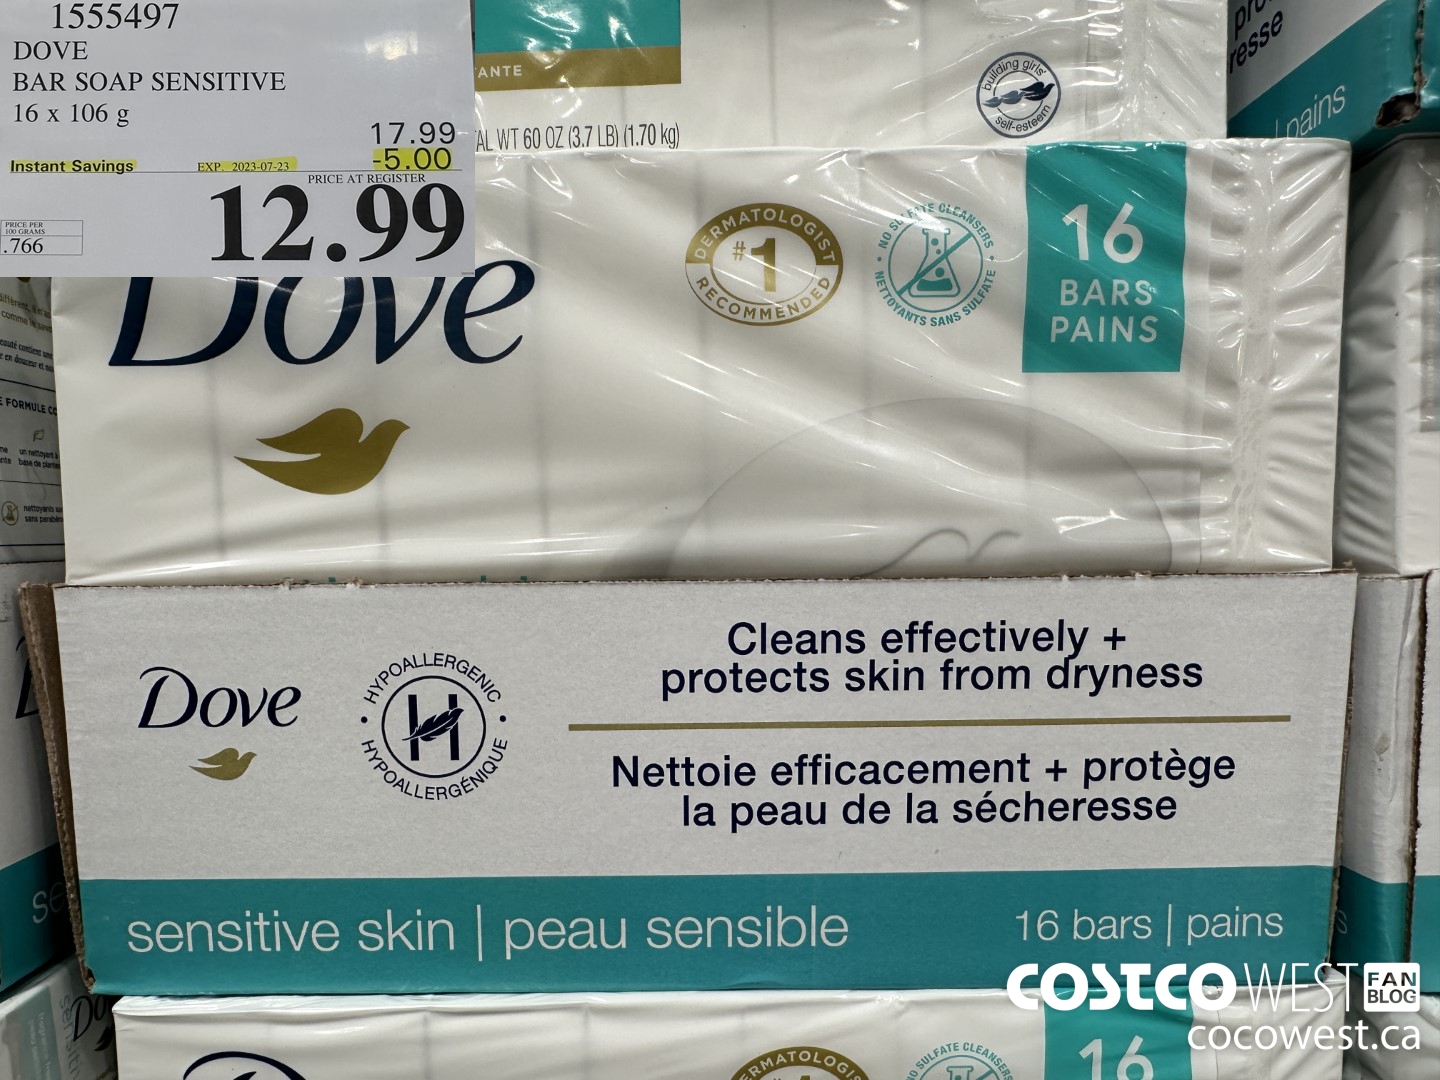 1555497
DOVE
BAR SOAP SENSITIVE
16 x 106 g
17.99
Instant Savings EXP. 2023-07-23 -5.00
PRICE AT REGISTER
12.99
PRICE PER
100 GRAMS
.766
ANTE
WT 60 OZ (3.7 LB) (1.70 kg)
building girls'
self-esteem
pains
Dove
DERMATOLOGIST
#1
RECOMMENDED
NO SULFATE CLEANSERS
NETTOYANTS SANS SULFATE
16
BARS
PAINS
Dove
HYPOALLERGENIC
H
HYPOALLERGÉNIQUE
Cleans effectively +
protects skin from dryness
Nettoie efficacement + protège
la peau de la sécheresse
sensitive skin | peau sensible
16 bars | pains
COSTCO WEST FAN
BLOG
cocowest.ca
16